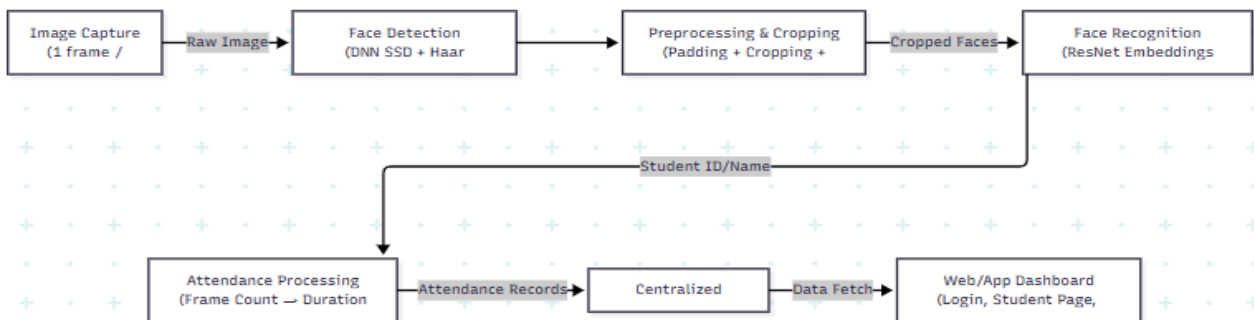 Image Capture
(1 frame /
Raw Image
Face Detection
(DNN SSD + Haar
Preprocessing & Cropping
(Padding + Cropping +
Cropped Faces
Face Recognition
(ResNet Embeddings
Student ID/Name
Attendance Processing
(Frame Count → Duration
Attendance Records
Centralized
Data Fetch
Web/App Dashboard
(Login, Student Page,